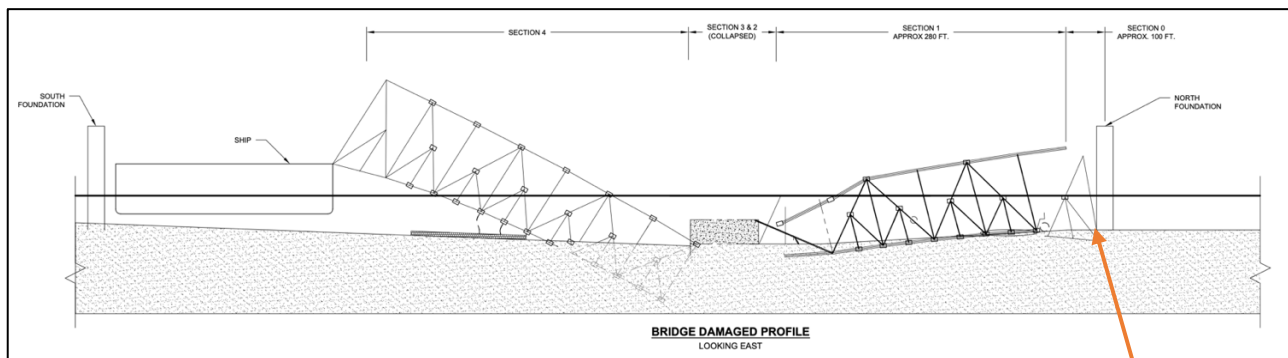 SECTION 4
SECTION 3 & 2
(COLLAPSED)
SECTION 1
APPROX 280 FT.
SECTION 0
APPROX. 100 FT.
SOUTH
FOUNDATION
SHIP
NORTH
FOUNDATION
BRIDGE DAMAGED PROFILE
LOOKING EAST